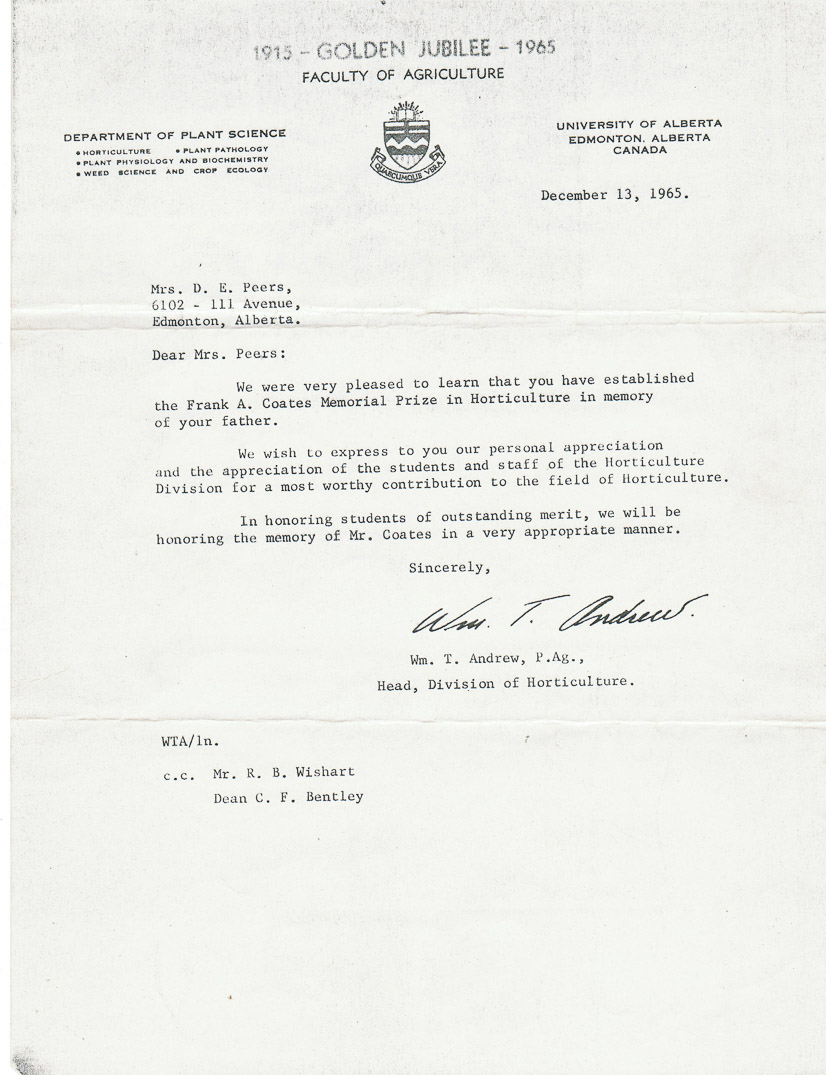 1915 - GOLDEN JUBILEE - 1965
FACULTY OF AGRICULTURE
DEPARTMENT OF PLANT SCIENCE
• HORTICULTURE • PLANT PATHOLOGY
• PLANT PHYSIOLOGY AND BIOCHEMISTRY
• WEED SCIENCE AND CROP ECOLOGY
QUAECUMQUE VERA
UNIVERSITY OF ALBERTA
EDMONTON, ALBERTA
CANADA
December 13, 1965.
Mrs. D. E. Peers,
6102 - 111 Avenue,
Edmonton, Alberta.
Dear Mrs. Peers:
We were very pleased to learn that you have established
the Frank A. Coates Memorial Prize in Horticulture in memory
of your father.
We wish to express to you our personal appreciation
and the appreciation of the students and staff of the Horticulture
Division for a most worthy contribution to the field of Horticulture.
In honoring students of outstanding merit, we will be
honoring the memory of Mr. Coates in a very appropriate manner.
Sincerely,
Wm. T. Andrew.
Wm. T. Andrew, P.Ag.,
Head, Division of Horticulture.
WTA/ln.
c.c. Mr. R. B. Wishart
Dean C. F. Bentley